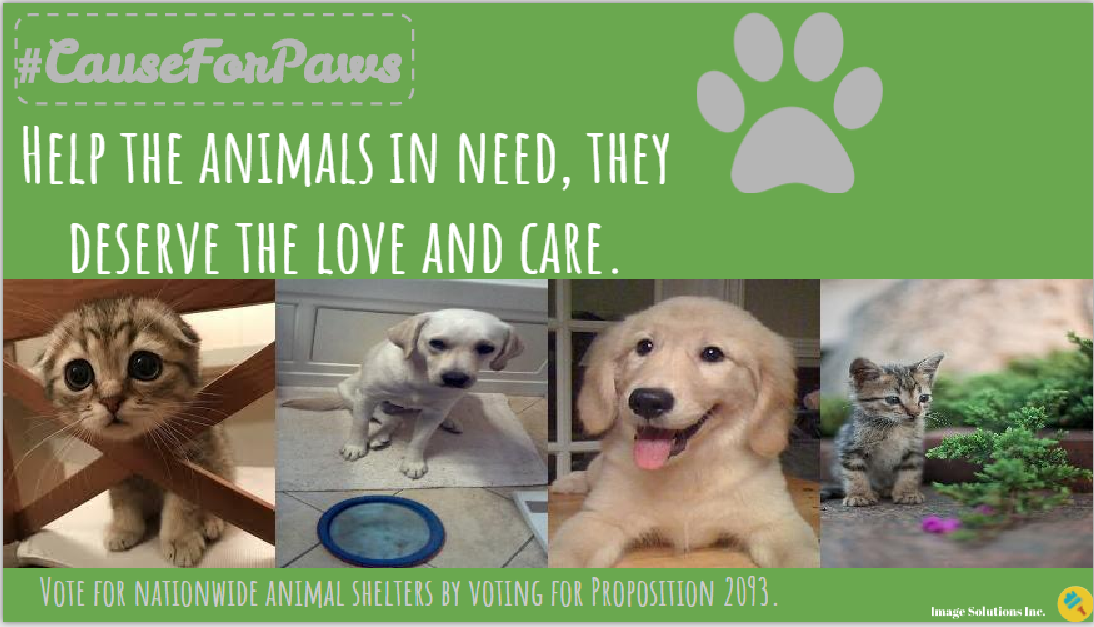 #CauseForPaws
Help the animals in need, they
deserve the love and care.
Vote for nationwide animal shelters by voting for Proposition 2093.
Image Solutions Inc.